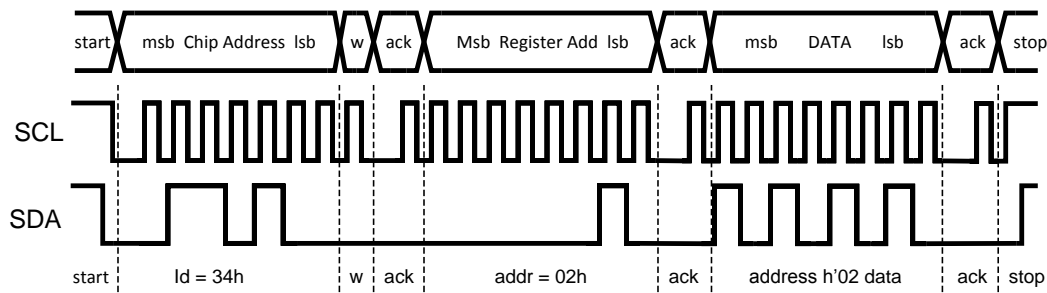 start msb Chip Address lsb w ack Msb Register Add lsb ack msb DATA lsb ack stop
SCL
SDA
start Id = 34h w ack addr = 02h ack address h'02 data ack stop